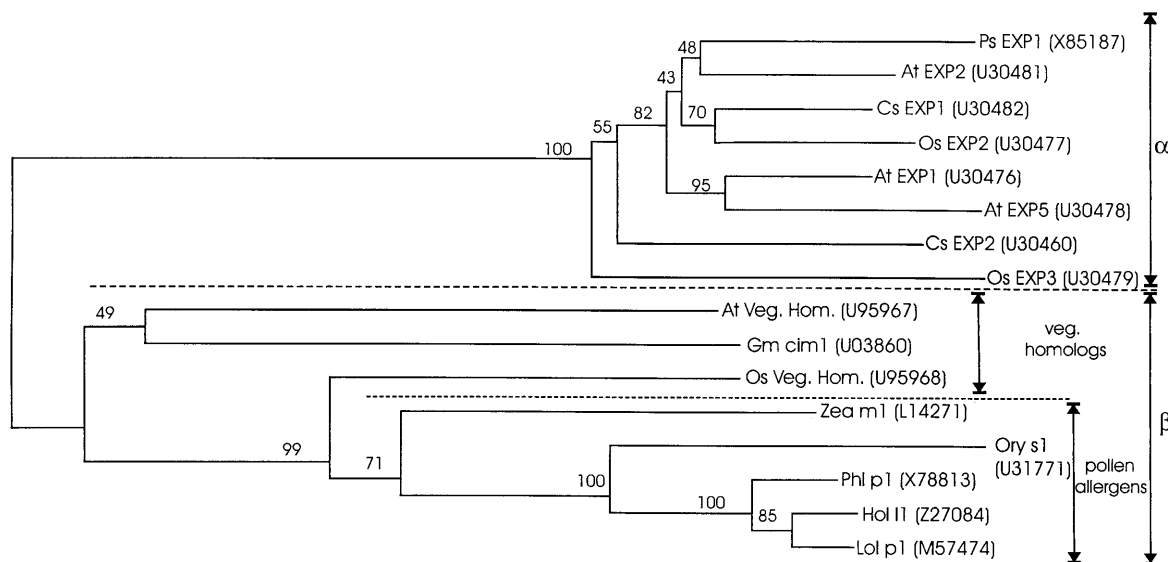 Ps EXP1 (X85187)
48
At EXP2 (U30481)
43
Cs EXP1 (U30482)
82
70
55
Os EXP2 (U30477)
α
100
At EXP1 (U30476)
95
At EXP5 (U30478)
Cs EXP2 (U30460)
Os EXP3 (U30479)
At Veg. Hom. (U95967)
49
veg.
homologs
Gm cim1 (U03860)
Os Veg. Hom. (U95968)
Zea m1 (L14271)
β
99
71
Ory s1
(U31771)
pollen
allergens
100
Phl p1 (X78813)
100
85
Hol l1 (Z27084)
Lol p1 (M57474)